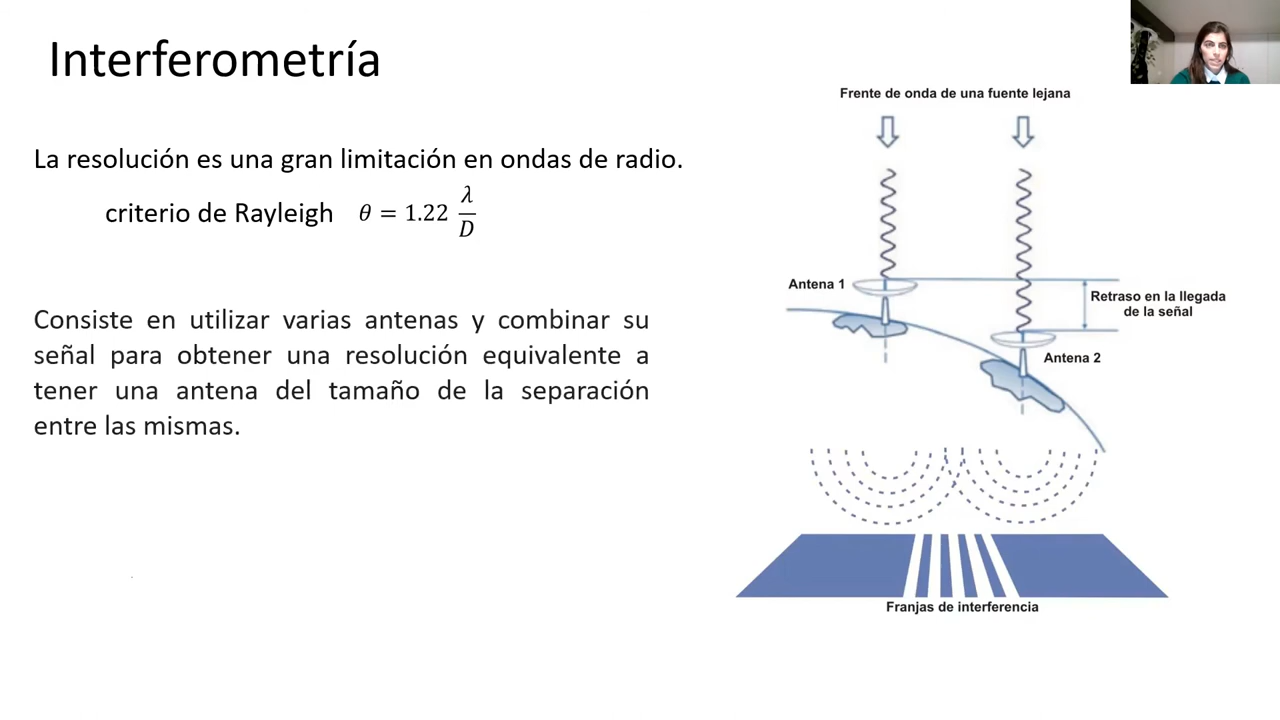 Interferometría
La resolución es una gran limitación en ondas de radio.
criterio de Rayleigh θ = 1.22 λ/D
Consiste en utilizar varias antenas y combinar su
señal para obtener una resolución equivalente a
tener una antena del tamaño de la separación
entre las mismas.
Frente de onda de una fuente lejana
Antena 1
Retraso en la llegada
de la señal
Antena 2
Franjas de interferencia